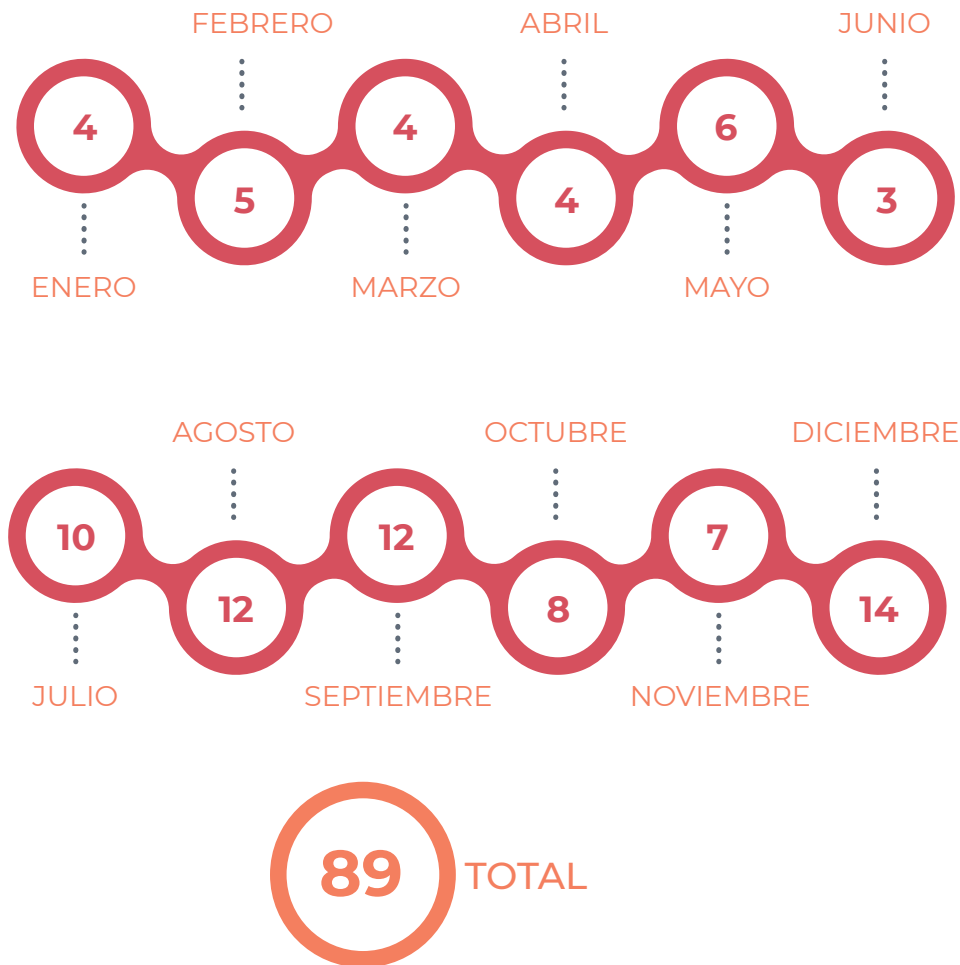 FEBRERO ABRIL JUNIO
4 4 6
5 4 3
ENERO MARZO MAYO
AGOSTO OCTUBRE DICIEMBRE
10 12 7
12 8 14
JULIO SEPTIEMBRE NOVIEMBRE
89 TOTAL